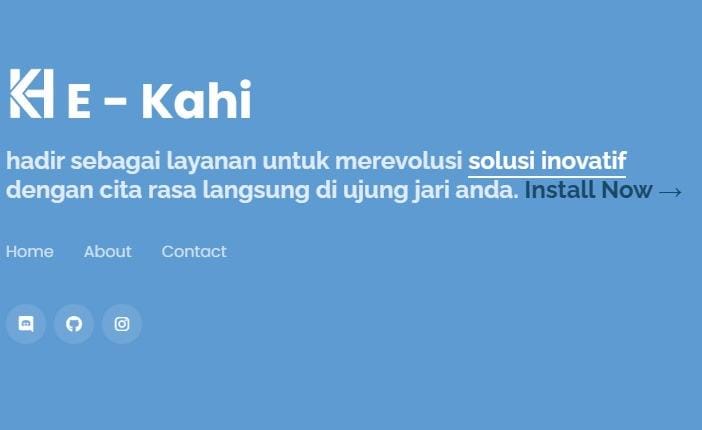 KH E - Kahi
hadir sebagai layanan untuk merevolusi solusi inovatif
dengan cita rasa langsung di ujung jari anda. Install Now →
Home About Contact